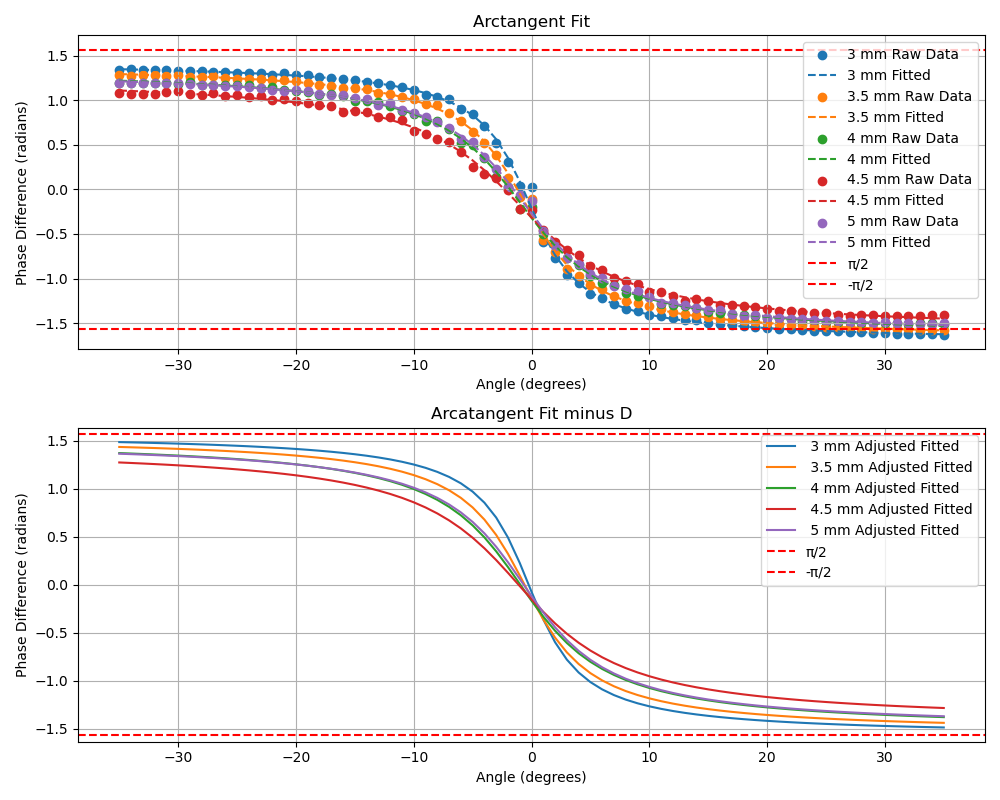 Arctangent Fit
Phase Difference (radians)
1.5
1.0
0.5
0.0
−0.5
−1.0
−1.5
3 mm Raw Data
3 mm Fitted
3.5 mm Raw Data
3.5 mm Fitted
4 mm Raw Data
4 mm Fitted
4.5 mm Raw Data
4.5 mm Fitted
5 mm Raw Data
5 mm Fitted
π/2
-π/2
−30 −20 −10 0 10 20 30
Angle (degrees)
Arcatangent Fit minus D
Phase Difference (radians)
1.5
1.0
0.5
0.0
−0.5
−1.0
−1.5
3 mm Adjusted Fitted
3.5 mm Adjusted Fitted
4 mm Adjusted Fitted
4.5 mm Adjusted Fitted
5 mm Adjusted Fitted
π/2
-π/2
−30 −20 −10 0 10 20 30
Angle (degrees)